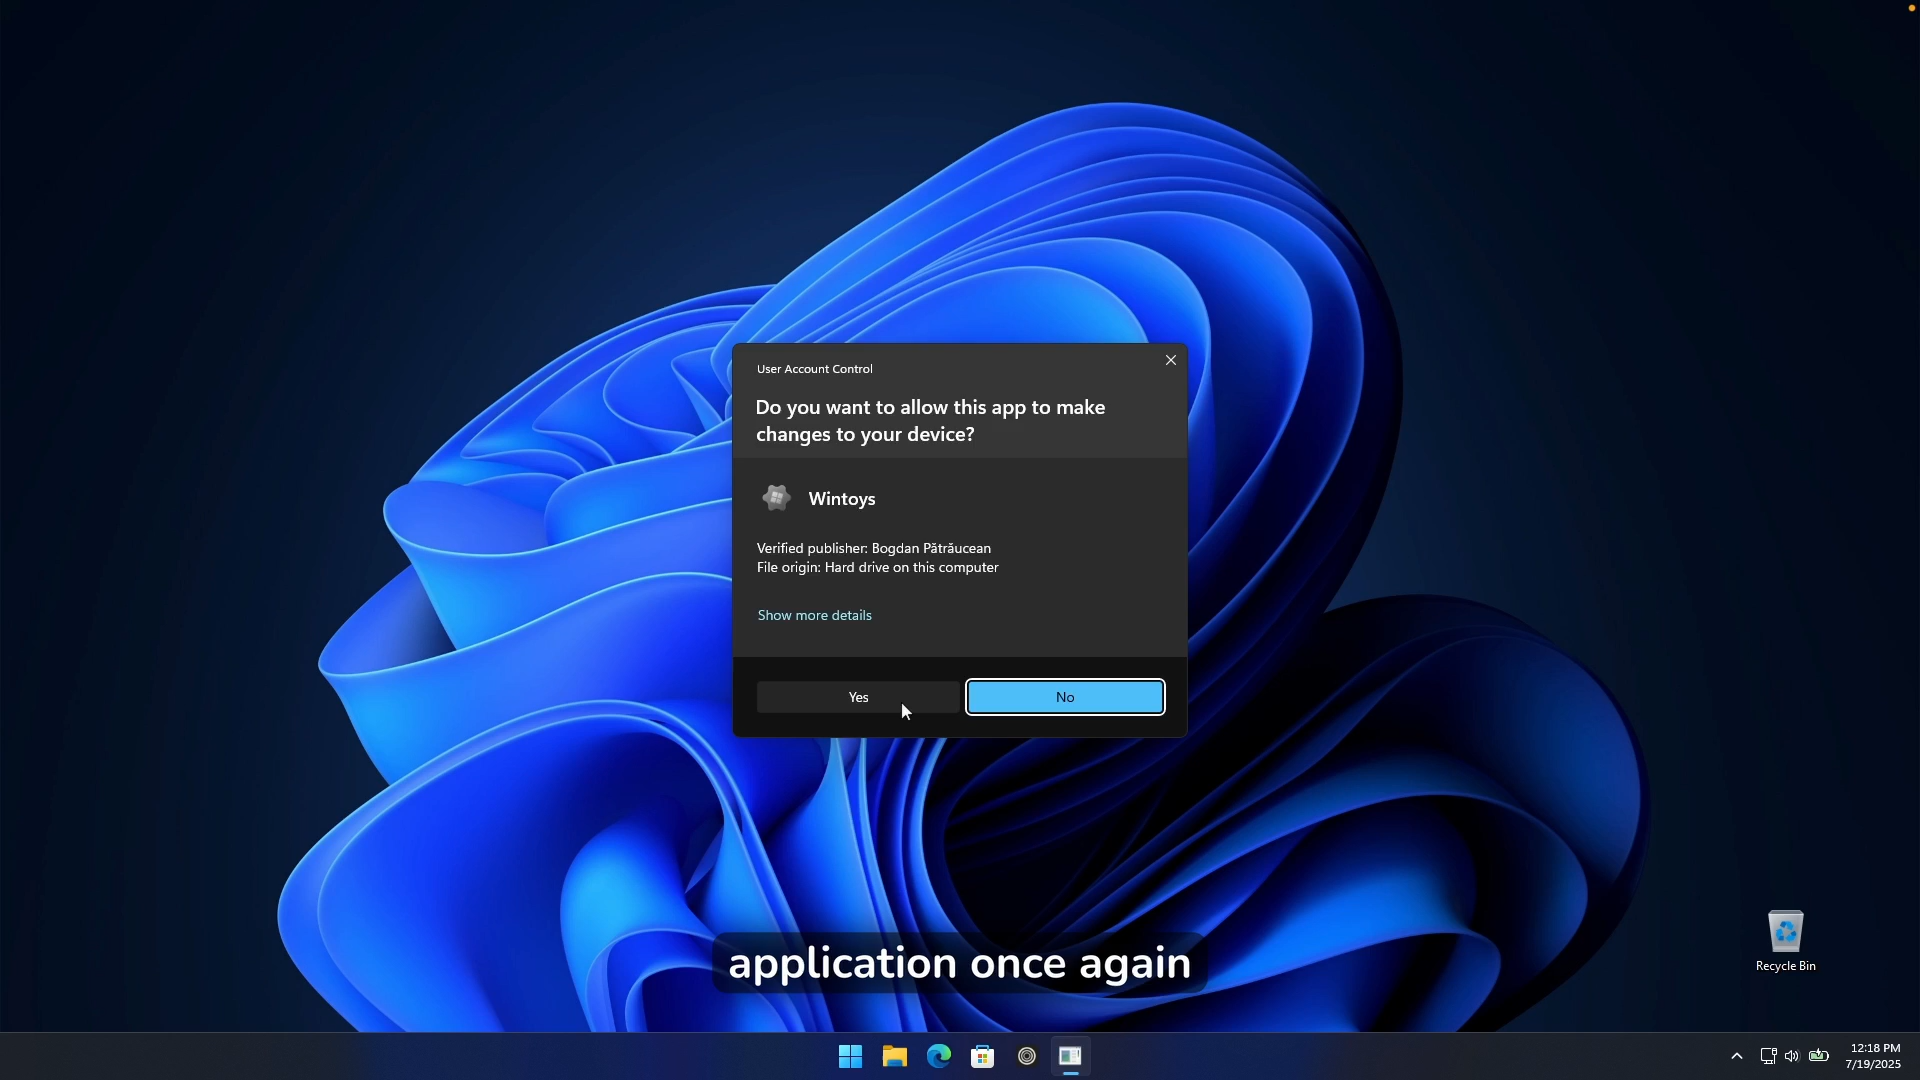 User Account Control
Do you want to allow this app to make
changes to your device?
Wintoys
Verified publisher: Bogdan Pătrăucean
File origin: Hard drive on this computer
Show more details
Yes
No
application once again
Recycle Bin
12:18 PM
7/19/2025